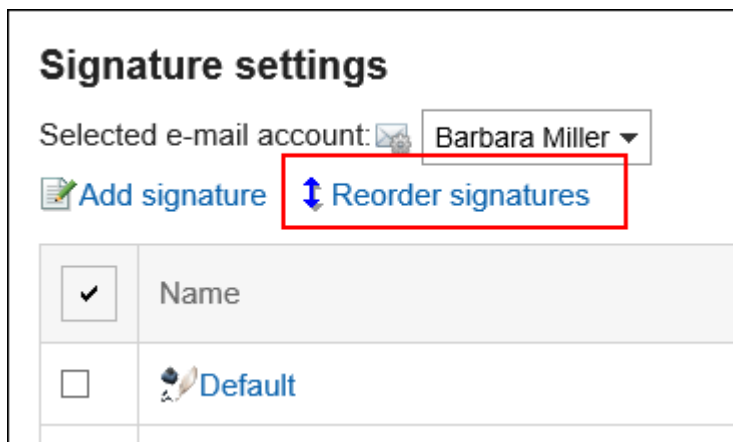 Signature settings
Selected e-mail account: Barbara Miller
Add signature Reorder signatures
Name
Default